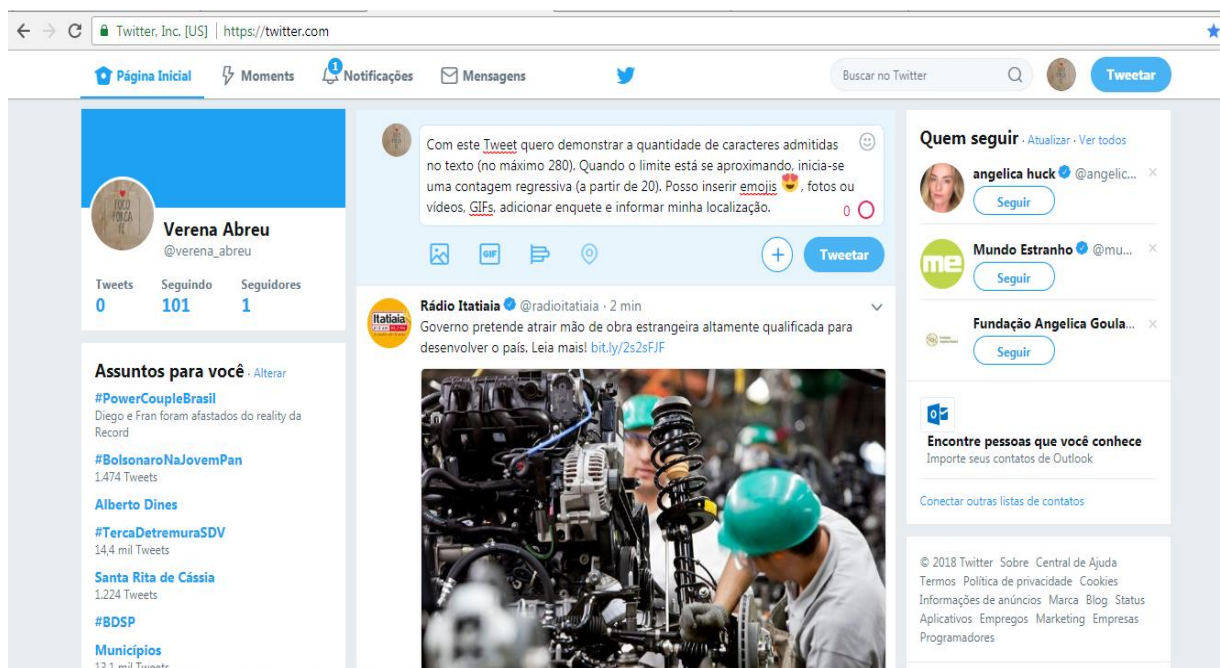 Twitter, Inc. [US] | https://twitter.com
Página Inicial
Moments
1
Notificações
Mensagens
Buscar no Twitter
Tweetar
FOCO
FORÇA
FÉ
Verena Abreu
@verena_abreu
Tweets Seguindo Seguidores
0 101 1
Assuntos para você · Alterar
#PowerCoupleBrasil
Diego e Fran foram afastados do reality da
Record
#BolsonaroNaJovemPan
1.474 Tweets
Alberto Dines
#TercaDetremuraSDV
14,4 mil Tweets
Santa Rita de Cássia
1.224 Tweets
#BDSP
Municípios
13,1 mil Tweets
Com este Tweet quero demonstrar a quantidade de caracteres admitidas
no texto (no máximo 280). Quando o limite está se aproximando, inicia-se
uma contagem regressiva (a partir de 20). Posso inserir emojis 😍, fotos ou
vídeos, GIFs, adicionar enquete e informar minha localização.
0
GIF
+
Tweetar
Itatiaia
Rádio Itatiaia @radioitatiaia · 2 min
Governo pretende atrair mão de obra estrangeira altamente qualificada para
desenvolver o país. Leia mais! bit.ly/2s2sFJF
Quem seguir · Atualizar · Ver todos
angelica huck @angelic... ×
Seguir
me
Mundo Estranho @mu... ×
Seguir
Fundação Angelica Goula... ×
Seguir
Encontre pessoas que você conhece
Importe seus contatos de Outlook
Conectar outras listas de contatos
© 2018 Twitter Sobre Central de Ajuda
Termos Política de privacidade Cookies
Informações de anúncios Marca Blog Status
Aplicativos Empregos Marketing Empresas
Programadores